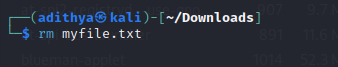 ┌──(adithya㉿kali)-[~/Downloads]
└─$ rm myfile.txt